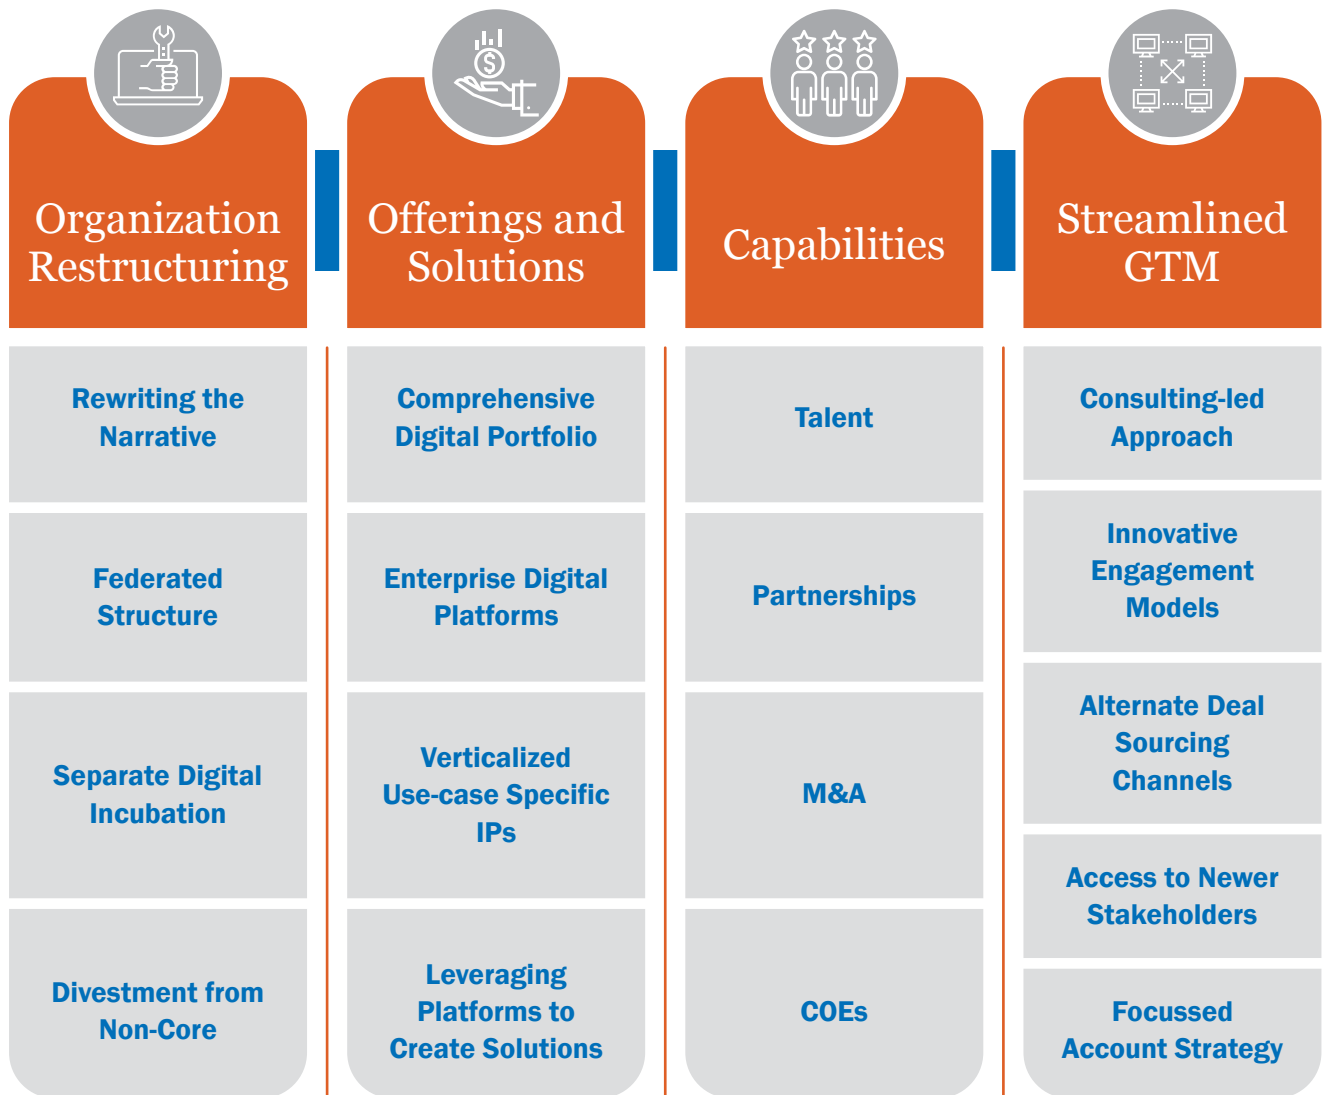 Organization
Restructuring
Rewriting the
Narrative
Federated
Structure
Separate Digital
Incubation
Divestment from
Non-Core
Offerings and
Solutions
Comprehensive
Digital Portfolio
Enterprise Digital
Platforms
Verticalized
Use-case Specific
IPs
Leveraging
Platforms to
Create Solutions
Capabilities
Talent
Partnerships
M&A
COEs
Streamlined
GTM
Consulting-led
Approach
Innovative
Engagement
Models
Alternate Deal
Sourcing
Channels
Access to Newer
Stakeholders
Focussed
Account Strategy